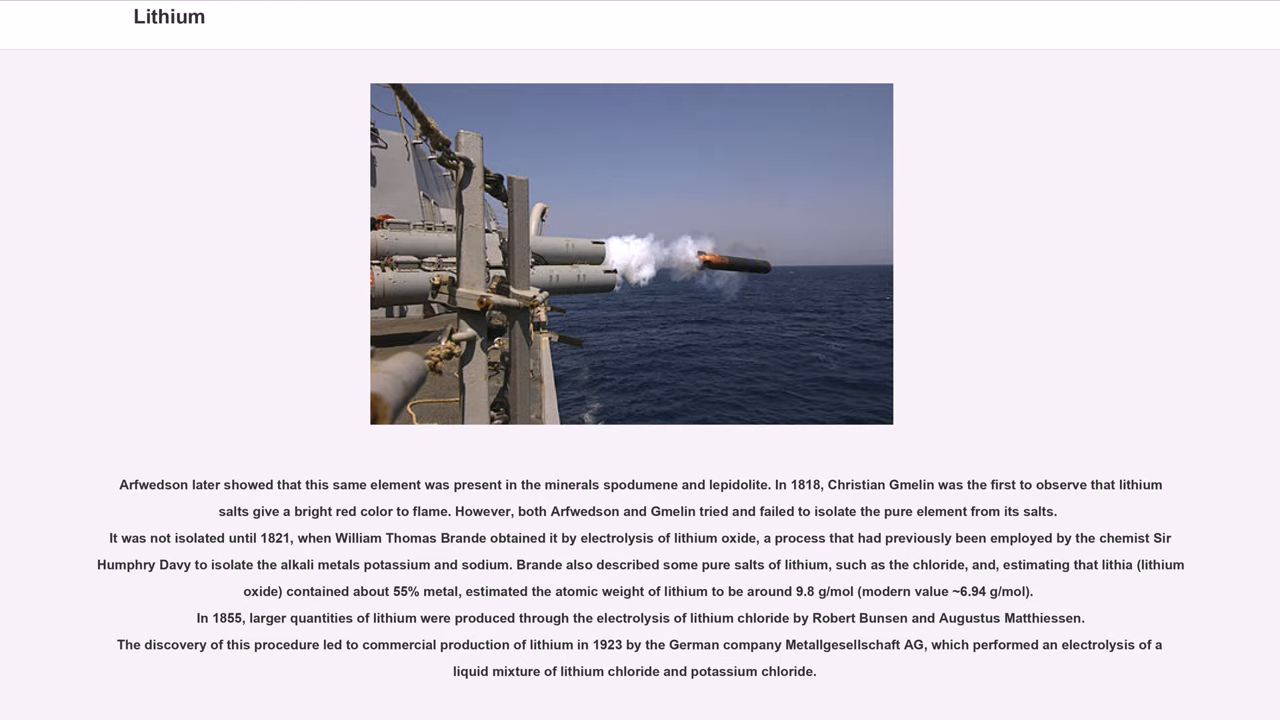 Lithium
Arfwedson later showed that this same element was present in the minerals spodumene and lepidolite. In 1818, Christian Gmelin was the first to observe that lithium
salts give a bright red color to flame. However, both Arfwedson and Gmelin tried and failed to isolate the pure element from its salts.
It was not isolated until 1821, when William Thomas Brande obtained it by electrolysis of lithium oxide, a process that had previously been employed by the chemist Sir
Humphry Davy to isolate the alkali metals potassium and sodium. Brande also described some pure salts of lithium, such as the chloride, and, estimating that lithia (lithium
oxide) contained about 55% metal, estimated the atomic weight of lithium to be around 9.8 g/mol (modern value ~6.94 g/mol).
In 1855, larger quantities of lithium were produced through the electrolysis of lithium chloride by Robert Bunsen and Augustus Matthiessen.
The discovery of this procedure led to commercial production of lithium in 1923 by the German company Metallgesellschaft AG, which performed an electrolysis of a
liquid mixture of lithium chloride and potassium chloride.